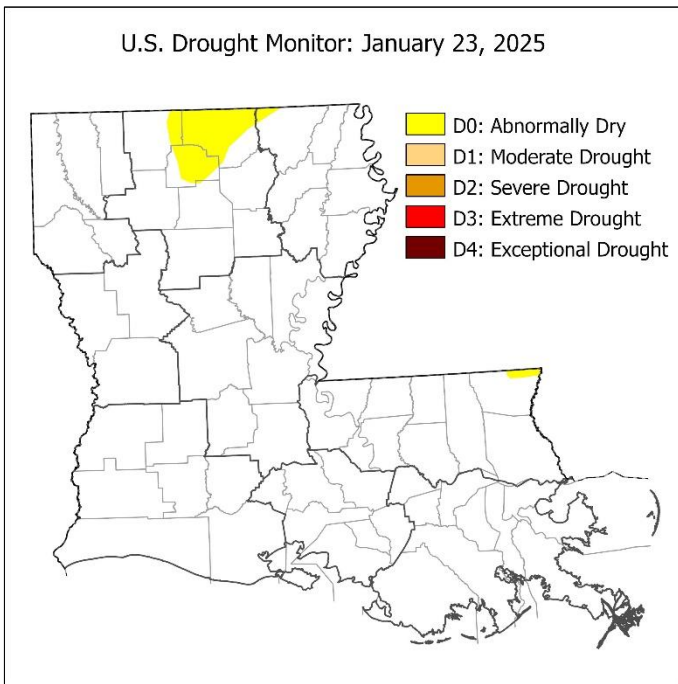 U.S. Drought Monitor: January 23, 2025
D0: Abnormally Dry
D1: Moderate Drought
D2: Severe Drought
D3: Extreme Drought
D4: Exceptional Drought